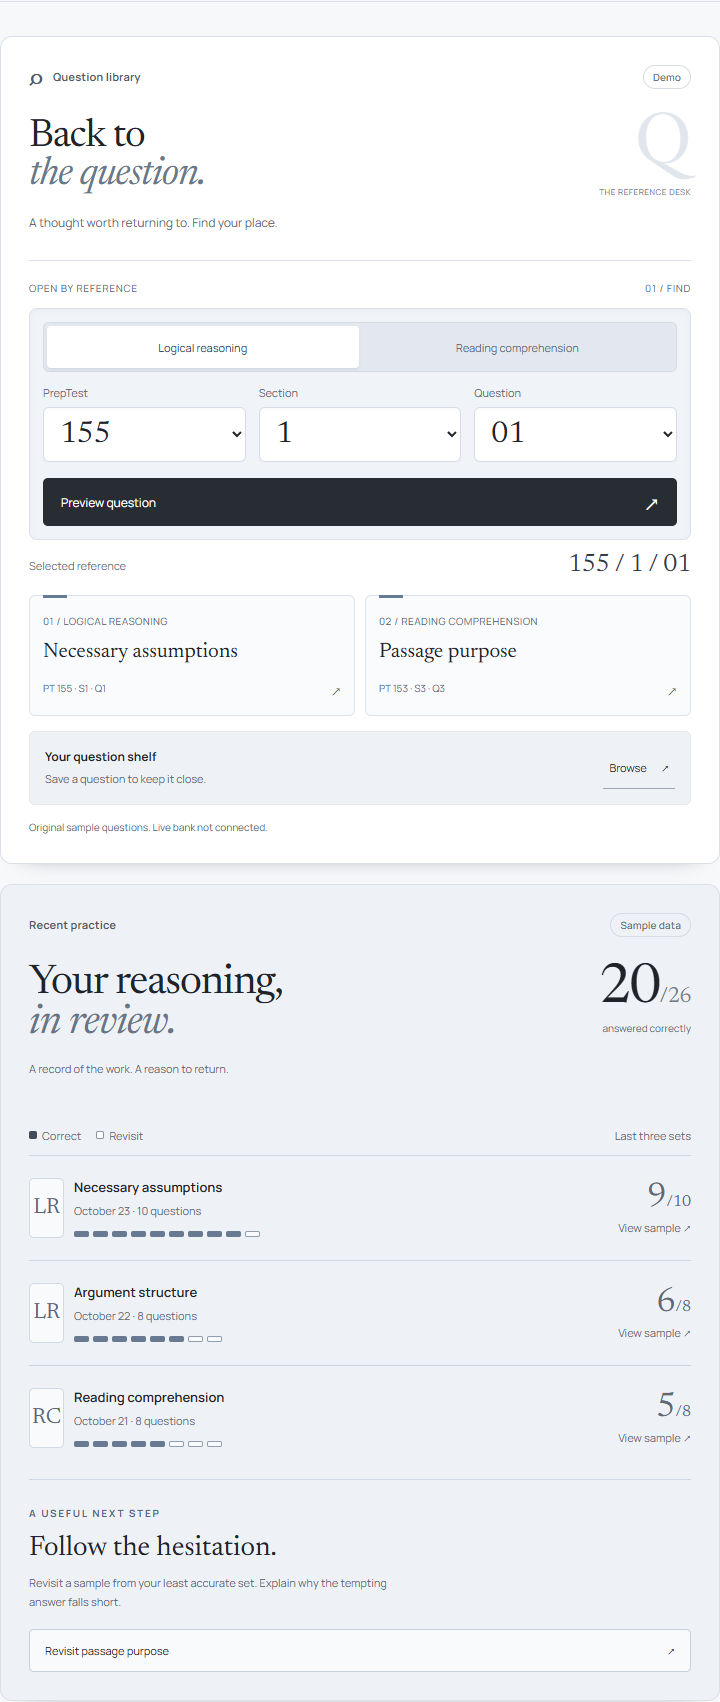 Question library
Demo
Back to
the question.
Q
THE REFERENCE DESK
A thought worth returning to. Find your place.
OPEN BY REFERENCE
01 / FIND
Logical reasoning
Reading comprehension
PrepTest
Section
Question
155
1
01
Preview question ↗
Selected reference
155 / 1 / 01
01 / LOGICAL REASONING
Necessary assumptions
PT 155 · S1 · Q1 ↗
02 / READING COMPREHENSION
Passage purpose
PT 153 · S3 · Q3 ↗
Your question shelf
Save a question to keep it close.
Browse ↗
Original sample questions. Live bank not connected.
Recent practice
Sample data
Your reasoning,
in review.
20/26
answered correctly
A record of the work. A reason to return.
Correct
Revisit
Last three sets
LR
Necessary assumptions
October 23 · 10 questions
9/10
View sample ↗
LR
Argument structure
October 22 · 8 questions
6/8
View sample ↗
RC
Reading comprehension
October 21 · 8 questions
5/8
View sample ↗
A USEFUL NEXT STEP
Follow the hesitation.
Revisit a sample from your least accurate set. Explain why the tempting
answer falls short.
Revisit passage purpose ↗